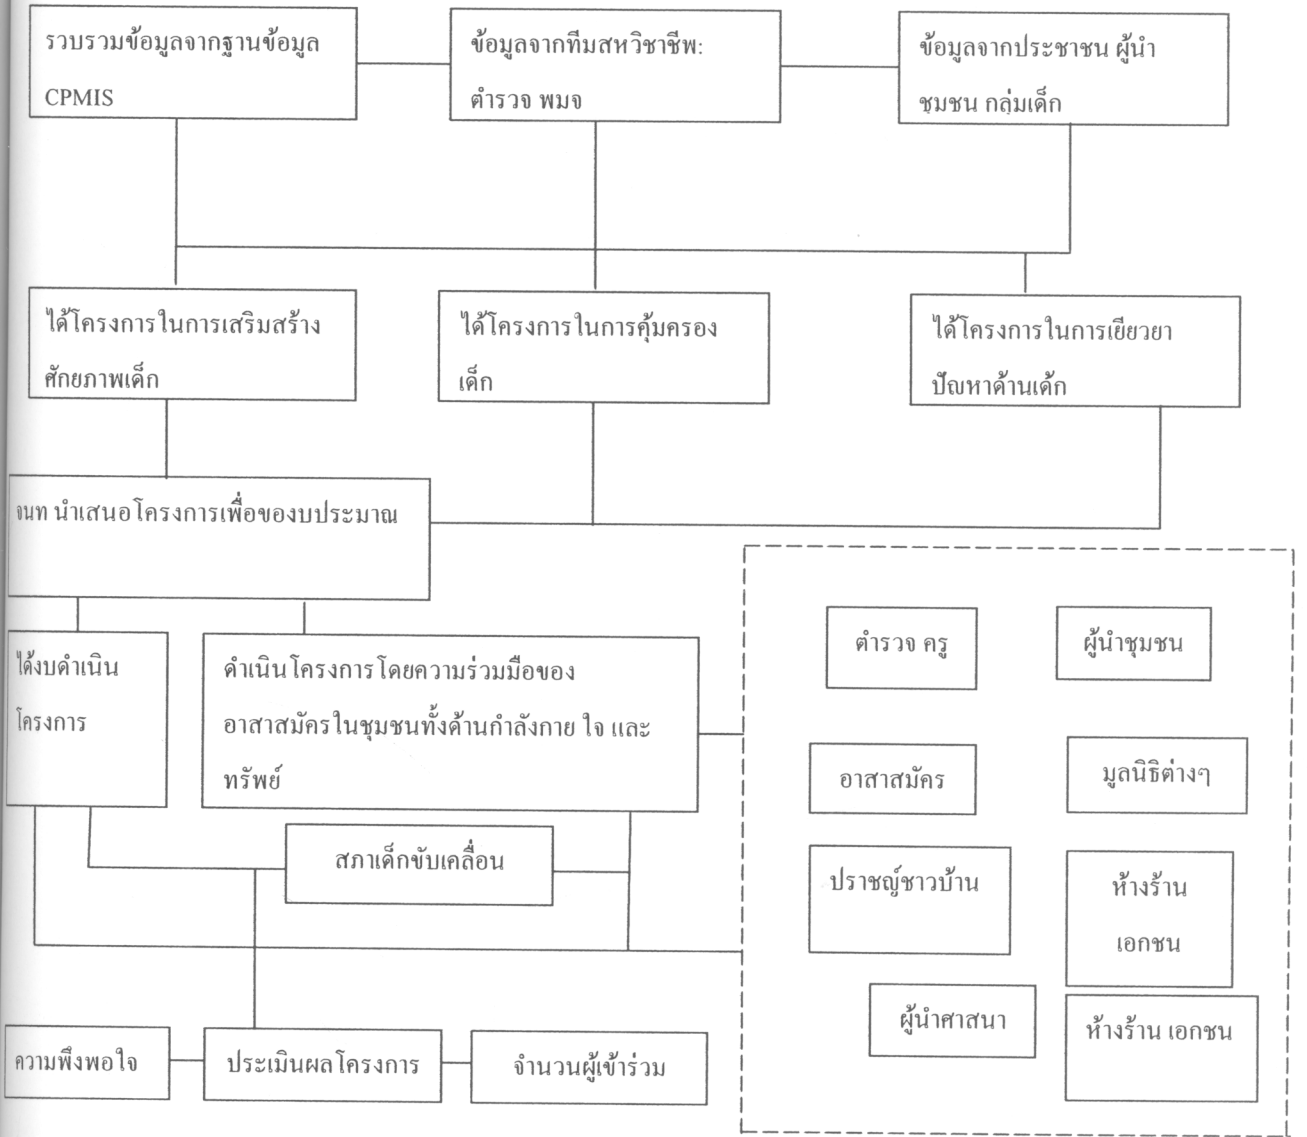 รวบรวมข้อมูลจากฐานข้อมูล
CPMIS
ข้อมูลจากทีมสหวิชาชีพ:
ตำรวจ พมจ
ข้อมูลจากประชาชน ผู้นำ
ชุมชน กลุ่มเด็ก
ได้โครงการในการเสริมสร้าง
ศักยภาพเด็ก
ได้โครงการในการคุ้มครอง
เด็ก
ได้โครงการในการเยียวยา
ปัญหาด้านเด้ก
จนท นำเสนอโครงการเพื่อของบประมาณ
ได้งบดำเนิน
โครงการ
ดำเนินโครงการโดยความร่วมมือของ
อาสาสมัครในชุมชนทั้งด้านกำลังกาย ใจ และ
ทรัพย์
สภาเด็กขับเคลื่อน
ความพึงพอใจ
ประเมินผลโครงการ
จำนวนผู้เข้าร่วม
ตำรวจ ครู
ผู้นำชุมชน
อาสาสมัคร
มูลนิธิต่างๆ
ปราชญ์ชาวบ้าน
ห้างร้าน
เอกชน
ผู้นำศาสนา
ห้างร้าน เอกชน